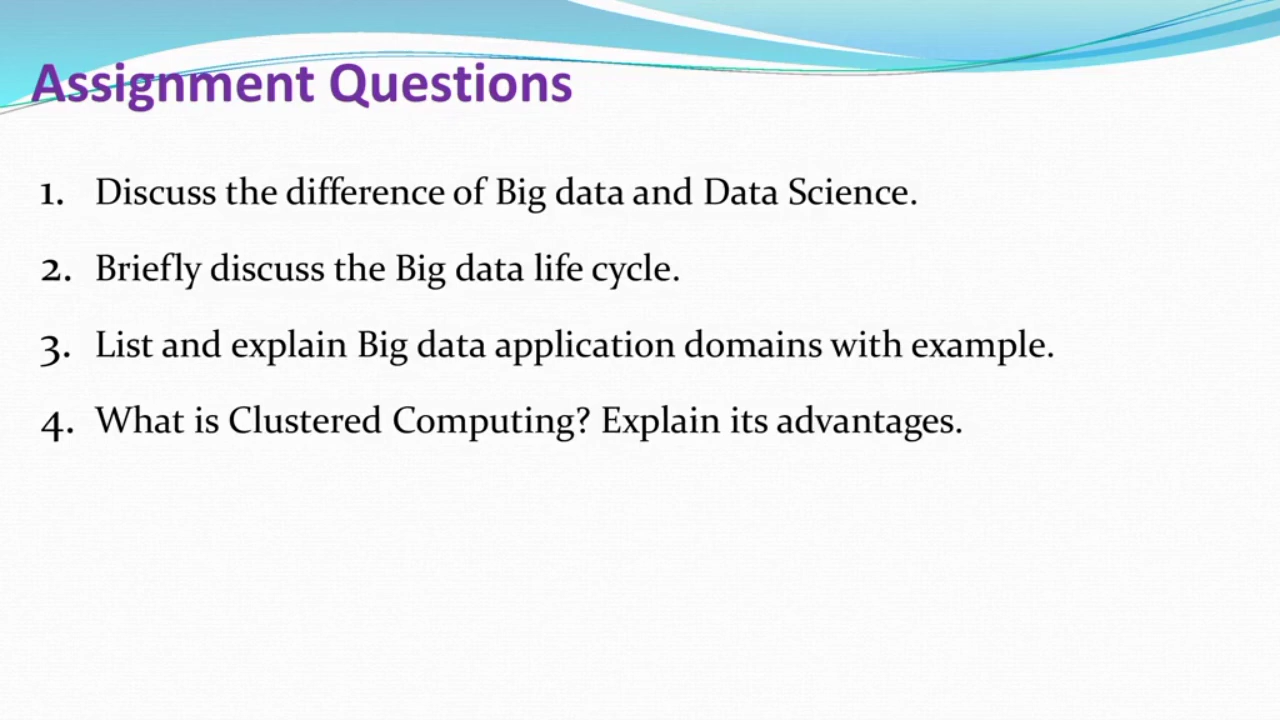 Assignment Questions
1. Discuss the difference of Big data and Data Science.
2. Briefly discuss the Big data life cycle.
3. List and explain Big data application domains with example.
4. What is Clustered Computing? Explain its advantages.